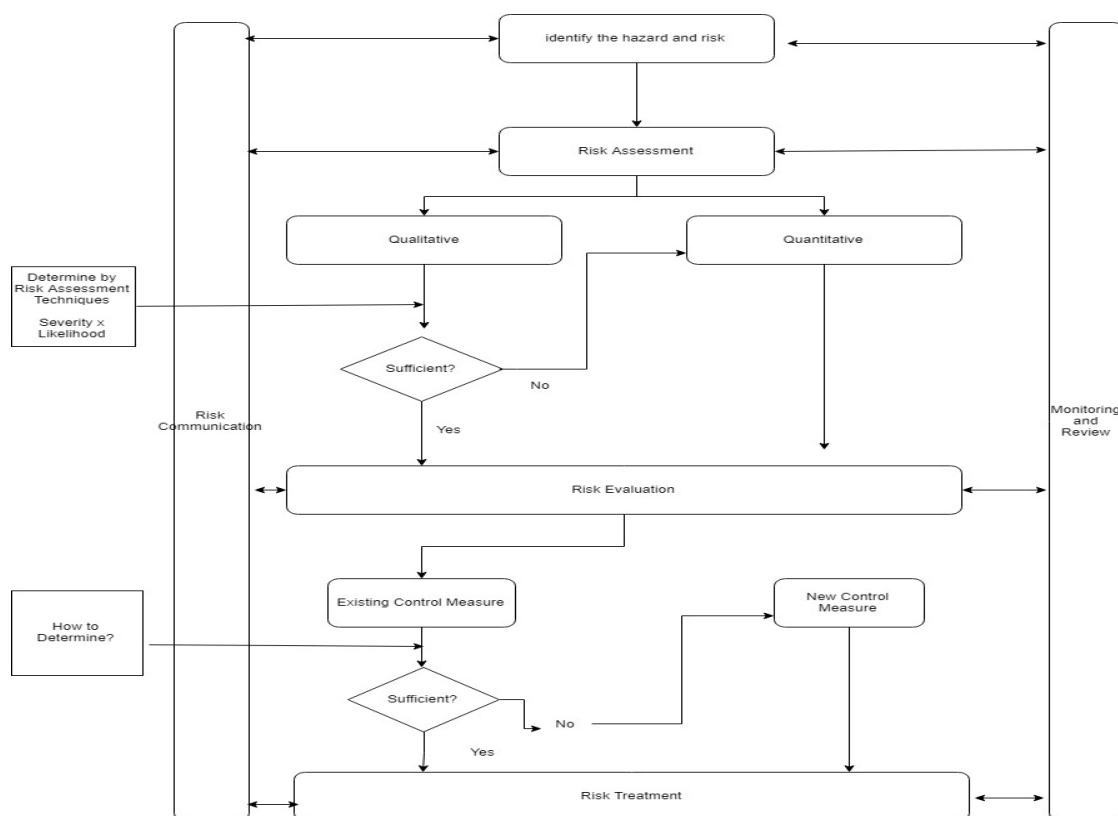 identify the hazard and risk
Risk Assessment
Qualitative
Quantitative
Determine by
Risk Assessment
Techniques
Severity x
Likelihood
Sufficient?
No
Risk
Communication
Monitoring
and
Review
Yes
Risk Evaluation
Existing Control Measure
New Control
Measure
How to
Determine?
Sufficient?
No
Yes
Risk Treatment